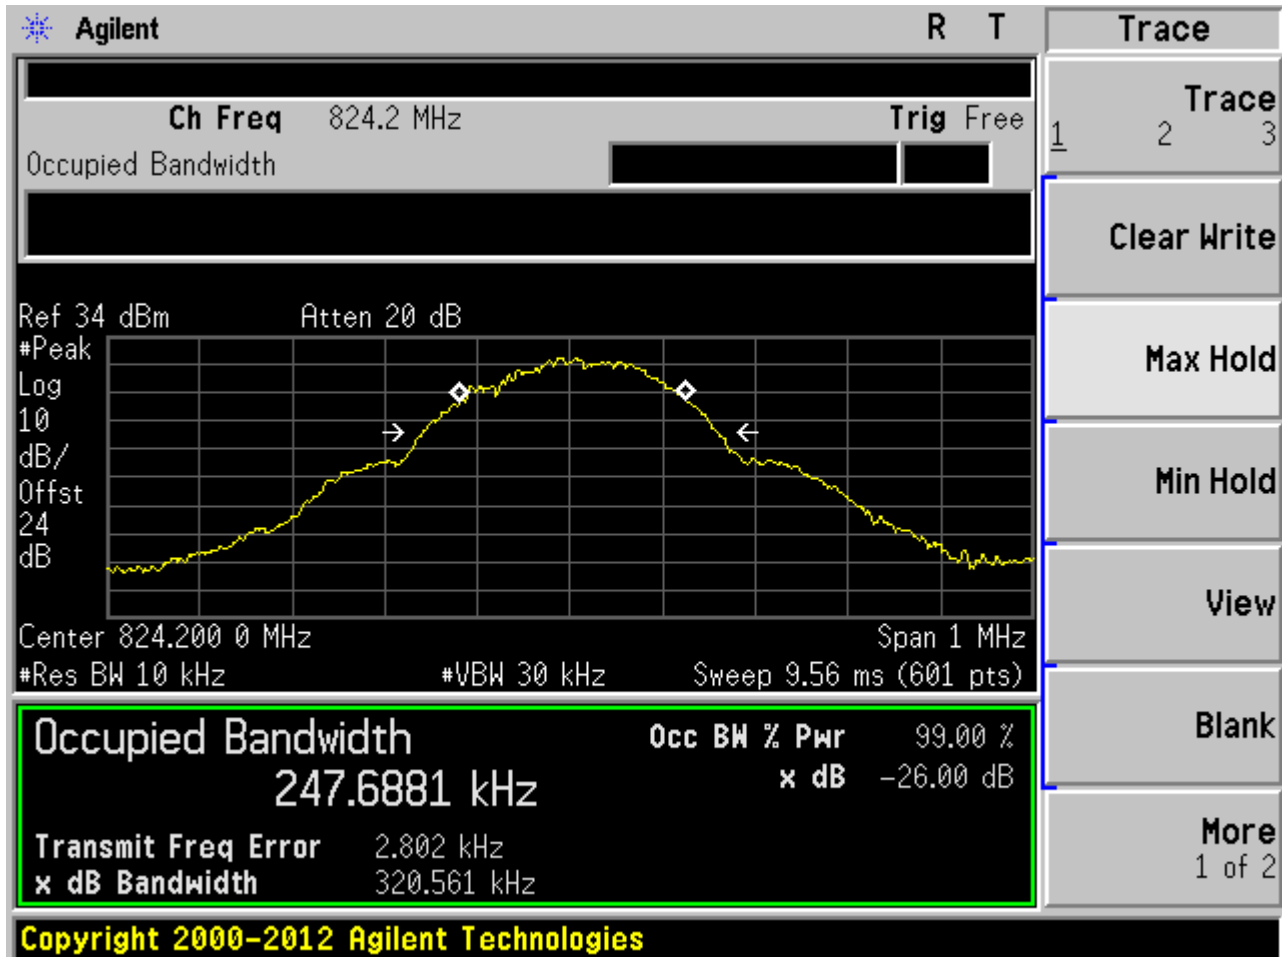 Agilent R T Trace
Ch Freq 824.2 MHz Trig Free
Occupied Bandwidth
Trace
1 2 3
Clear Write
Max Hold
Min Hold
View
Blank
More
1 of 2
Ref 34 dBm Atten 20 dB
#Peak
Log
10
dB/
Offst
24
dB
Center 824.200 0 MHz Span 1 MHz
#Res BW 10 kHz #VBW 30 kHz Sweep 9.56 ms (601 pts)
Occupied Bandwidth Occ BW % Pwr 99.00 %
247.6881 kHz x dB -26.00 dB
Transmit Freq Error 2.802 kHz
x dB Bandwidth 320.561 kHz
Copyright 2000-2012 Agilent Technologies